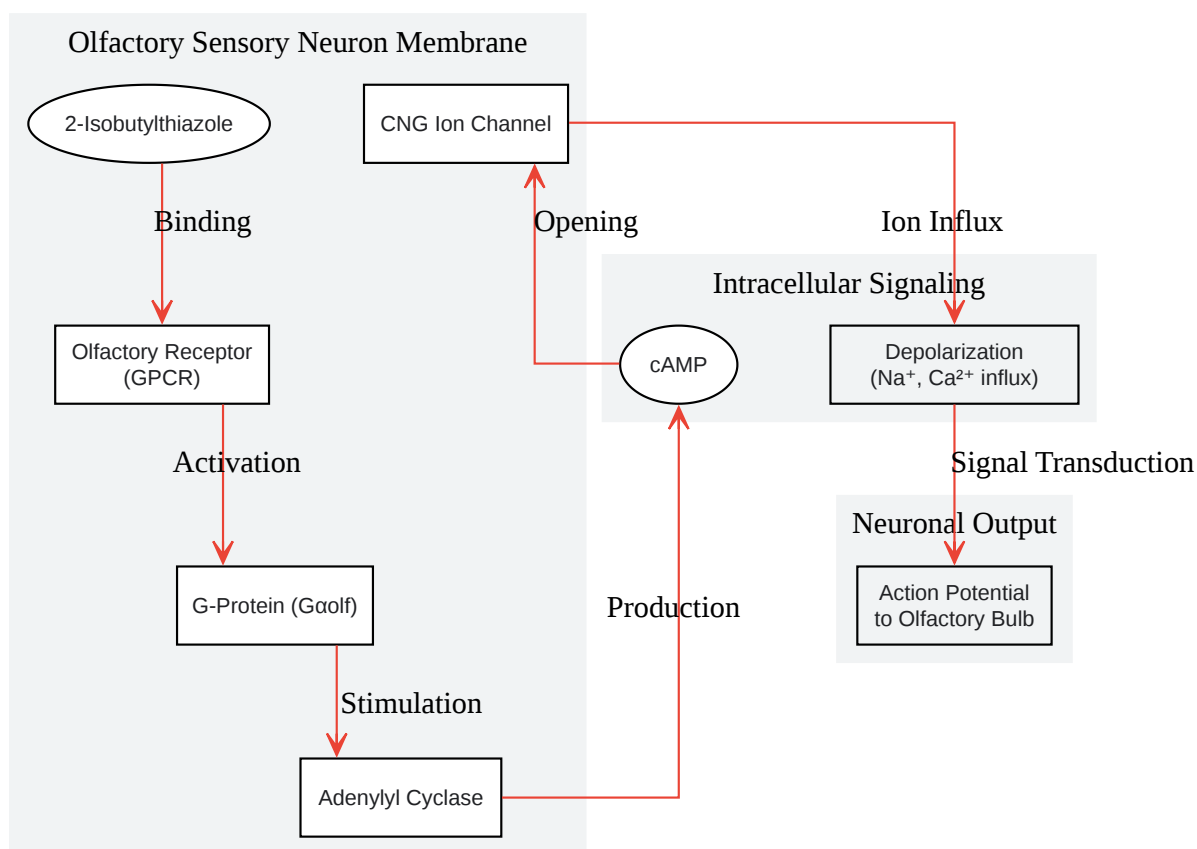 Olfactory Sensory Neuron Membrane
2-Isobutylthiazole
CNG Ion Channel
Binding
Opening
Ion Influx
Intracellular Signaling
Olfactory Receptor
(GPCR)
cAMP
Depolarization
(Na⁺, Ca²⁺ influx)
Activation
Signal Transduction
Neuronal Output
G-Protein (Gαolf)
Production
Action Potential
to Olfactory Bulb
Stimulation
Adenylyl Cyclase